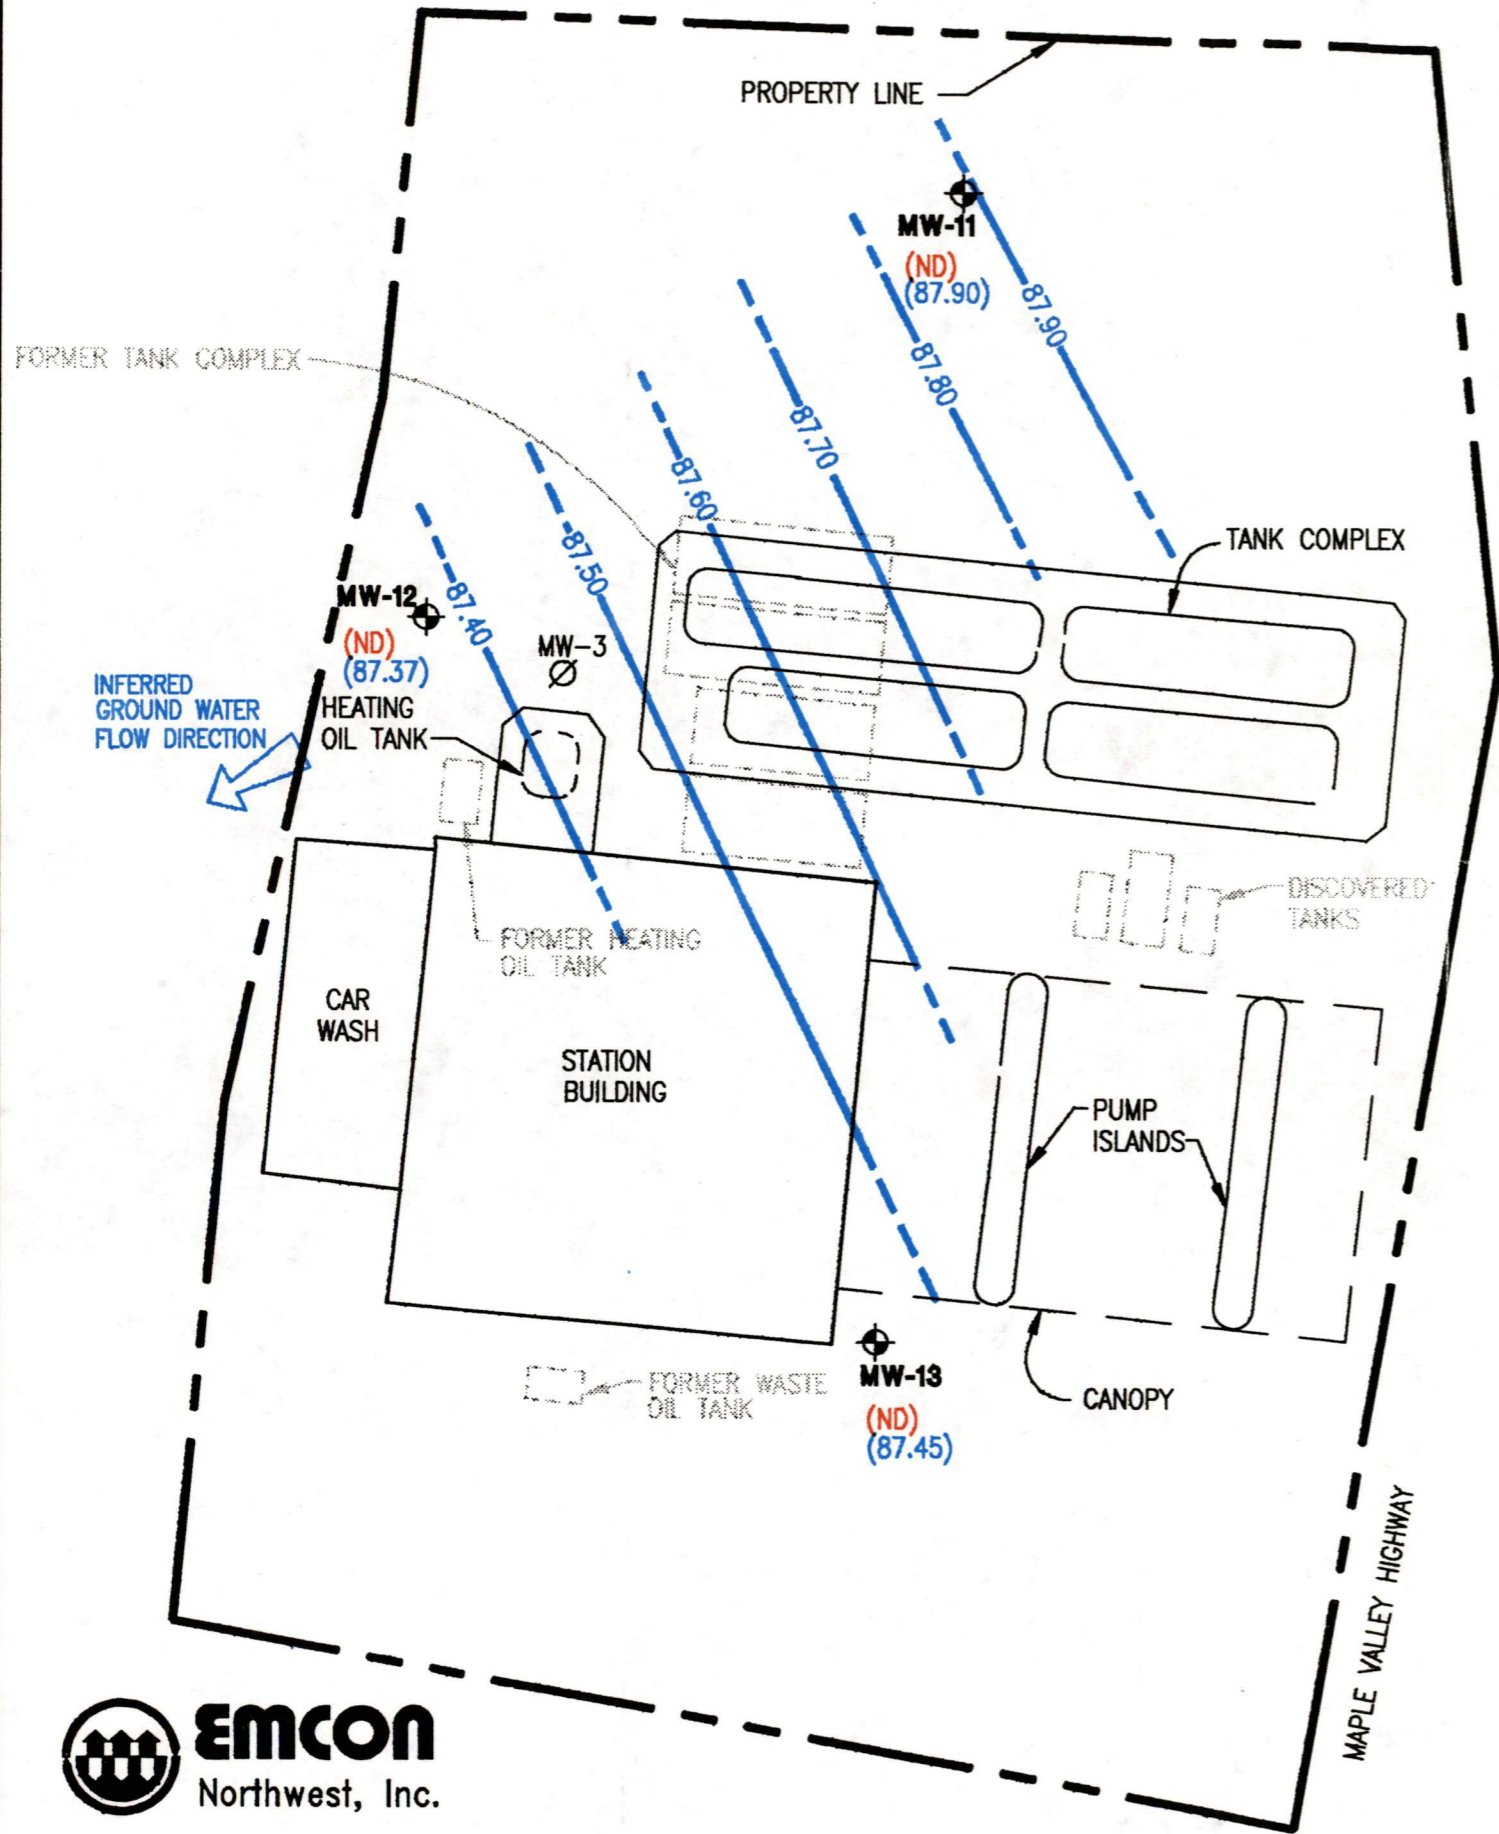 PROPERTY LINE
MW-11
(ND)
(87.90)
87.90
87.80
FORMER TANK COMPLEX
87.70
87.60
87.50
TANK COMPLEX
MW-12
87.40
(ND)
(87.37)
MW-3
INFERRED
GROUND WATER
FLOW DIRECTION
HEATING
OIL TANK
DISCOVERED
TANKS
FORMER HEATING
OIL TANK
CAR
WASH
STATION
BUILDING
PUMP
ISLANDS
FORMER WASTE
OIL TANK
MW-13
(ND)
(87.45)
CANOPY
MAPLE VALLEY HIGHWAY
EMCON
Northwest, Inc.